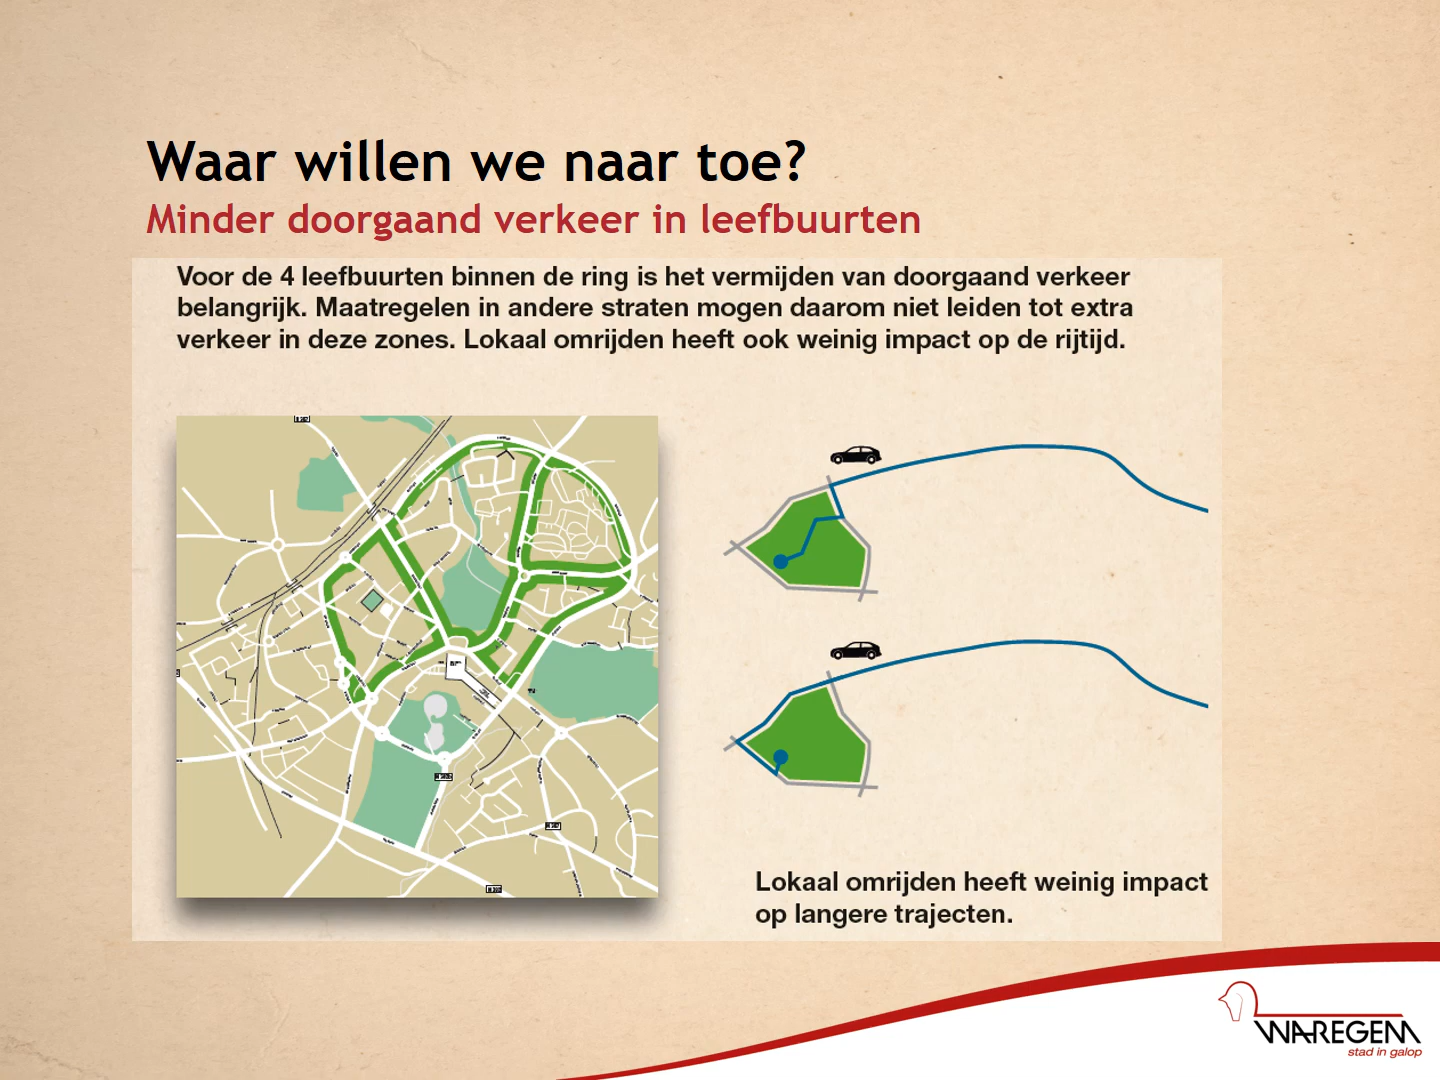 Waar willen we naar toe?
Minder doorgaand verkeer in leefbuurten
Voor de 4 leefbuurten binnen de ring is het vermijden van doorgaand verkeer
belangrijk. Maatregelen in andere straten mogen daarom niet leiden tot extra
verkeer in deze zones. Lokaal omrijden heeft ook weinig impact op de rijtijd.
Lokaal omrijden heeft weinig impact
op langere trajecten.
WAREGEM
stad in galop